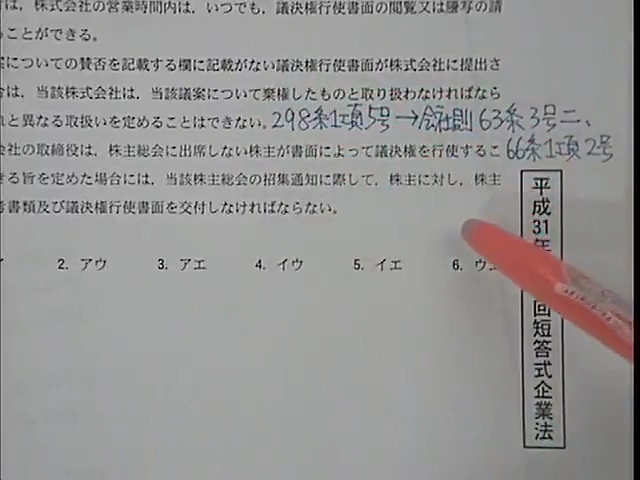 は，株式会社の営業時間内は，いつでも，議決権行使書面の閲覧又は謄写の請
ことができる。
についての賛否を記載する欄に記載がない議決権行使書面が株式会社に提出さ
は，当該株式会社は，当該議案について棄権したものと取り扱わなければなら
と異なる取扱いを定めることはできない。298条1項5号→会社則63条3号ニ、
66条1項2号
会社の取締役は，株主総会に出席しない株主が書面によって議決権を行使するこ
きる旨を定めた場合には，当該株主総会の招集通知に際して，株主に対し，株主
考書類及び議決権行使書面を交付しなければならない。
2．アウ 3．アエ 4．イウ 5．イエ 6．ウ
平成31年 回短答式企業法